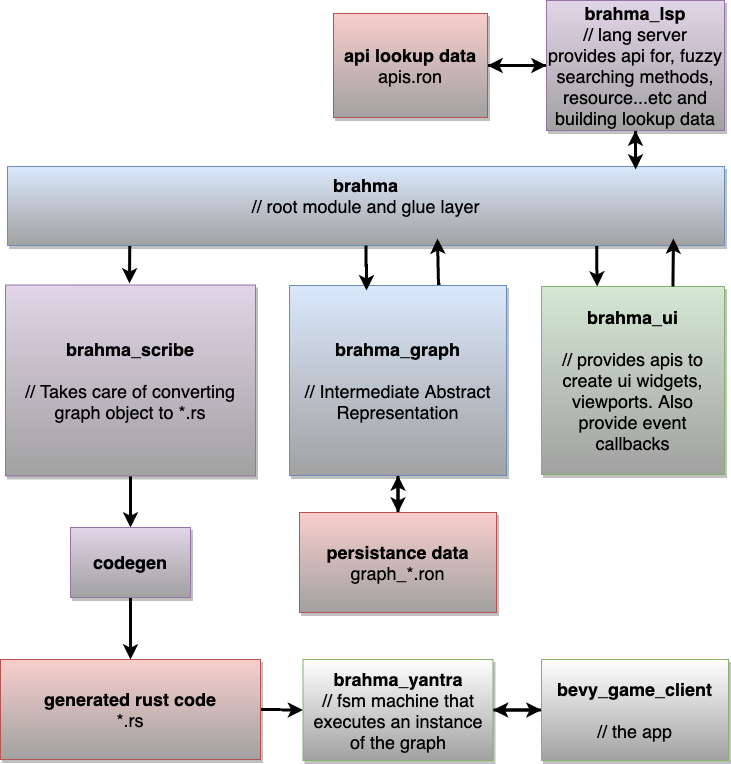 brahma_lsp
// lang server
provides api for, fuzzy
searching methods,
resource...etc and
building lookup data
api lookup data
apis.ron
brahma
// root module and glue layer
brahma_scribe
// Takes care of converting
graph object to *.rs
brahma_graph
// Intermediate Abstract
Representation
brahma_ui
// provides apis to
create ui widgets,
viewports. Also
provide event
callbacks
codegen
persistance data
graph_*.ron
generated rust code
*.rs
brahma_yantra
// fsm machine that
executes an instance
of the graph
bevy_game_client
// the app